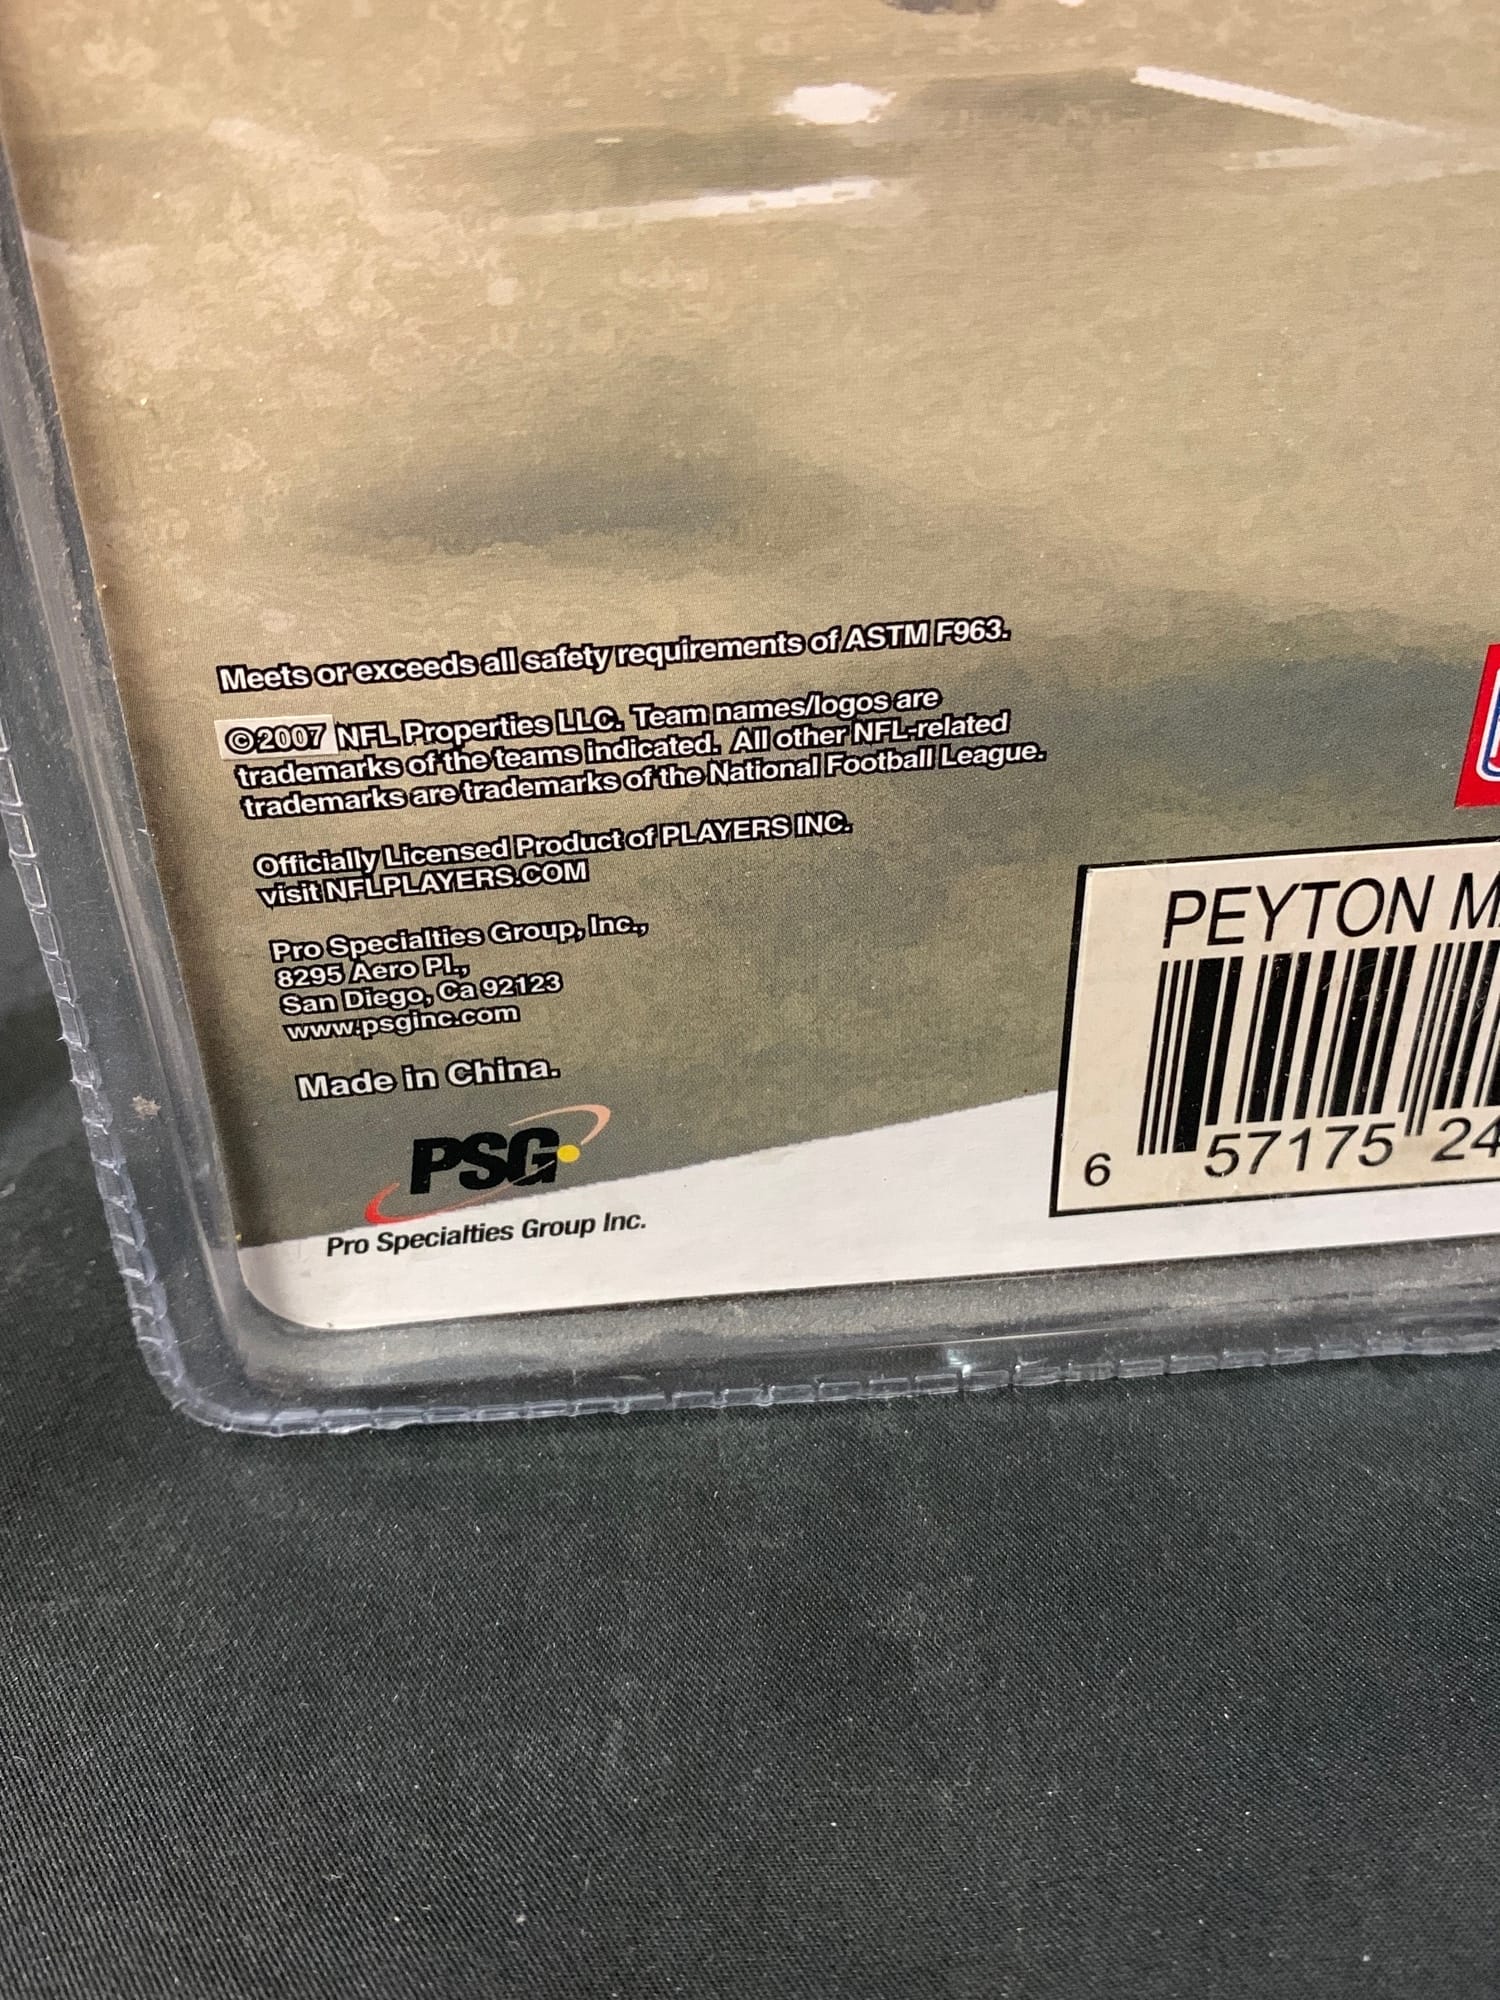 Meets or exceeds all safety requirements of ASTM F963.
©2007 NFL Properties LLC. Team names/logos are
trademarks of the teams indicated. All other NFL-related
trademarks are trademarks of the National Football League.
Officially Licensed Product of PLAYERS INC.
visit NFLPLAYERS.COM
Pro Specialties Group, Inc.,
8295 Aero Pl.,
San Diego, Ca 92123
www.psginc.com
Made in China.
PSG
Pro Specialties Group Inc.
PEYTON M
6 57175 24